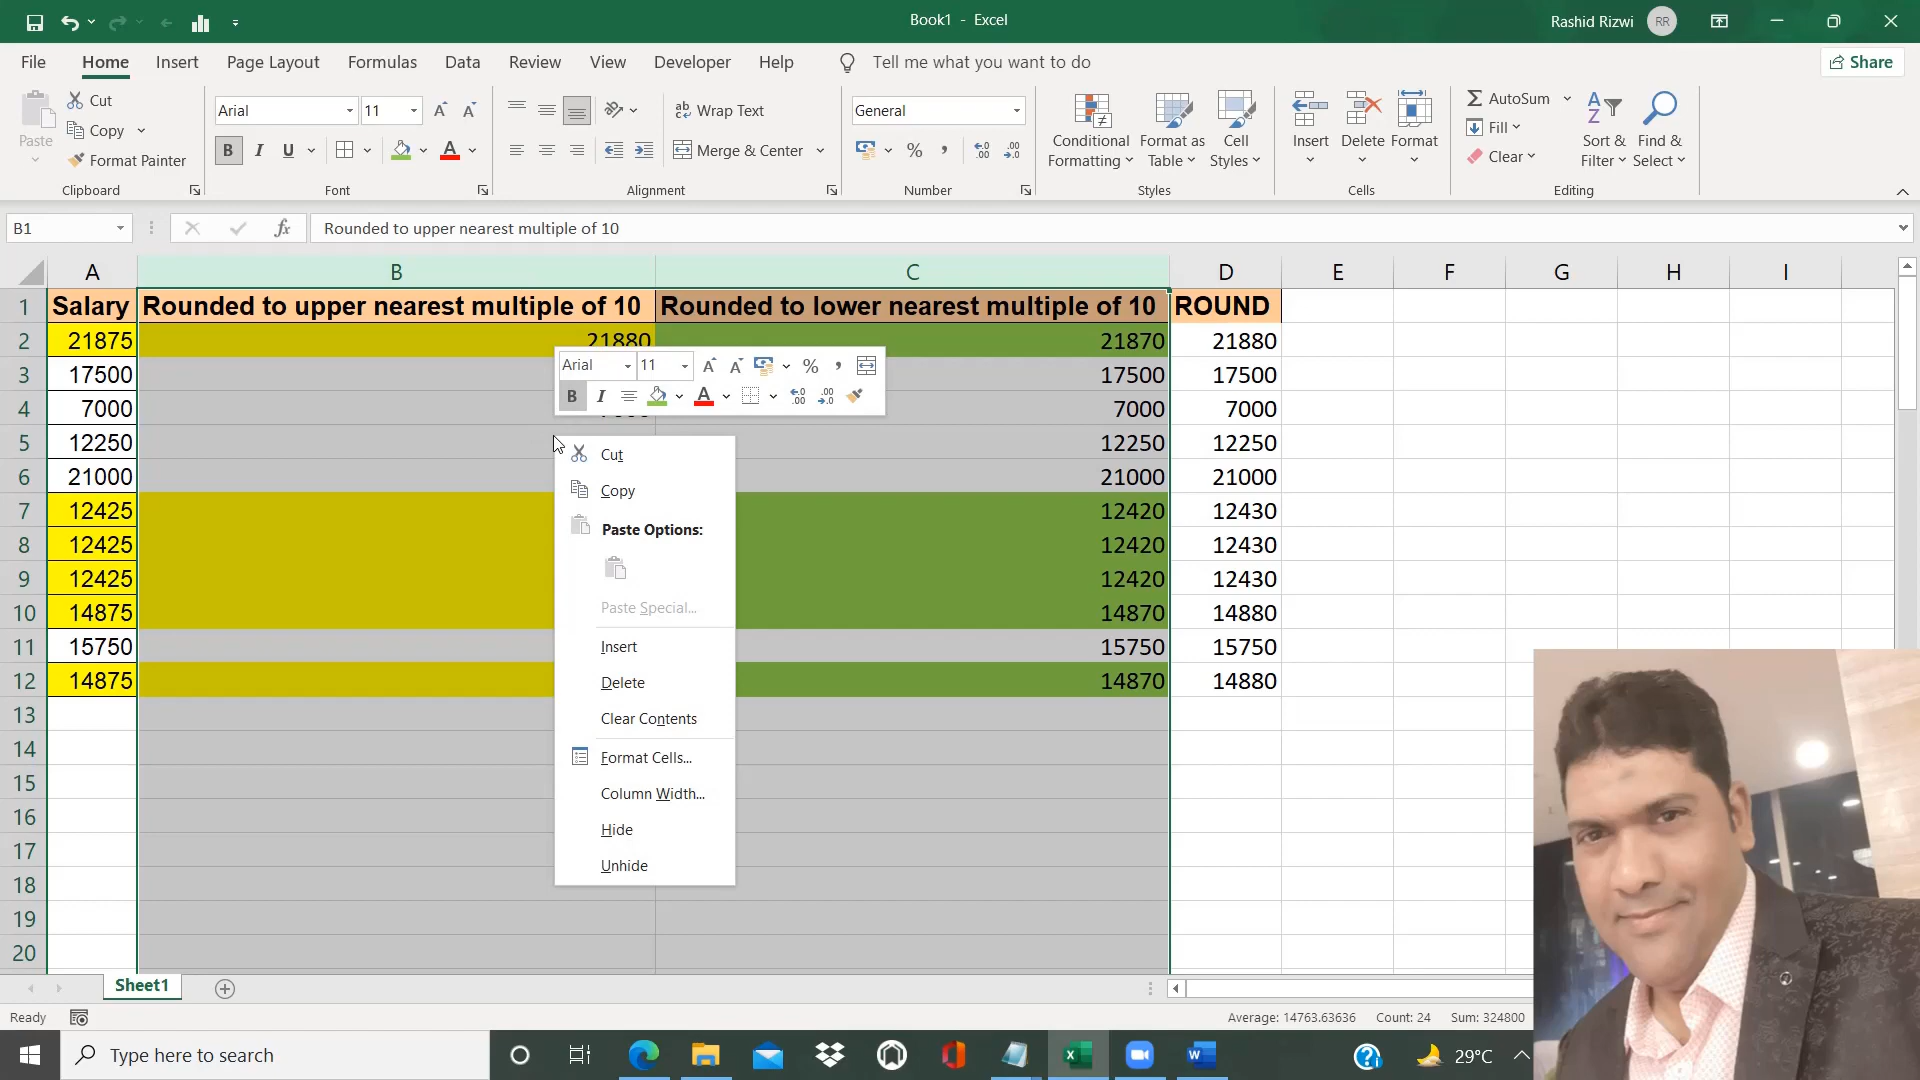 Book1 - Excel
Rashid Rizwi
RR
File Home Insert Page Layout Formulas Data Review View Developer Help Tell me what you want to do
Share
Paste
Cut
Copy
Format Painter
Clipboard
Arial 11
B I U
Font
Wrap Text
Merge & Center
Alignment
General
%
Number
Conditional Formatting
Format as Table
Cell Styles
Styles
Insert
Delete
Format
Cells
AutoSum
Fill
Clear
Sort & Filter
Find & Select
Editing
B1
fx
Rounded to upper nearest multiple of 10
A B C D E F G H I
1 Salary Rounded to upper nearest multiple of 10 Rounded to lower nearest multiple of 10 ROUND
2 21875 21880 21870 21880
3 17500 17500 17500
4 7000 7000 7000
5 12250 12250 12250
6 21000 21000 21000
7 12425 12420 12430
8 12425 12420 12430
9 12425 12420 12430
10 14875 14870 14880
11 15750 15750 15750
12 14875 14870 14880
13
14
15
16
17
18
19
20
Arial 11 %
B I A
Cut
Copy
Paste Options:
Paste Special...
Insert
Delete
Clear Contents
Format Cells...
Column Width...
Hide
Unhide
Sheet1
Ready
Average: 14763.63636 Count: 24 Sum: 324800
Type here to search
29°C